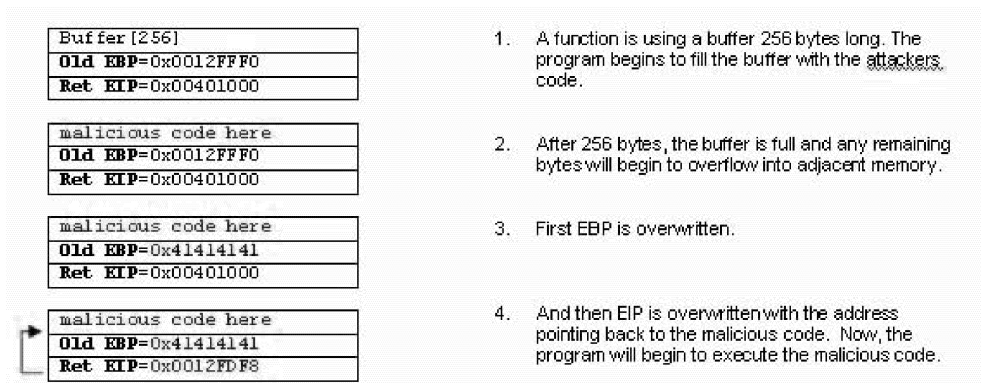 Buffer[256]
Old EBP=0x0012FFF0
Ret EIP=0x00401000
1. A function is using a buffer 256 bytes long. The
program begins to fill the buffer with the attackers
code.
malicious code here
Old EBP=0x0012FFF0
Ret EIP=0x00401000
2. After 256 bytes, the buffer is full and any remaining
bytes will begin to overflow into adjacent memory.
malicious code here
Old EBP=0x41414141
Ret EIP=0x00401000
3. First EBP is overwritten.
malicious code here
Old EBP=0x41414141
Ret EIP=0x0012FDF8
4. And then EIP is overwritten with the address
pointing back to the malicious code. Now, the
program will begin to execute the malicious code.